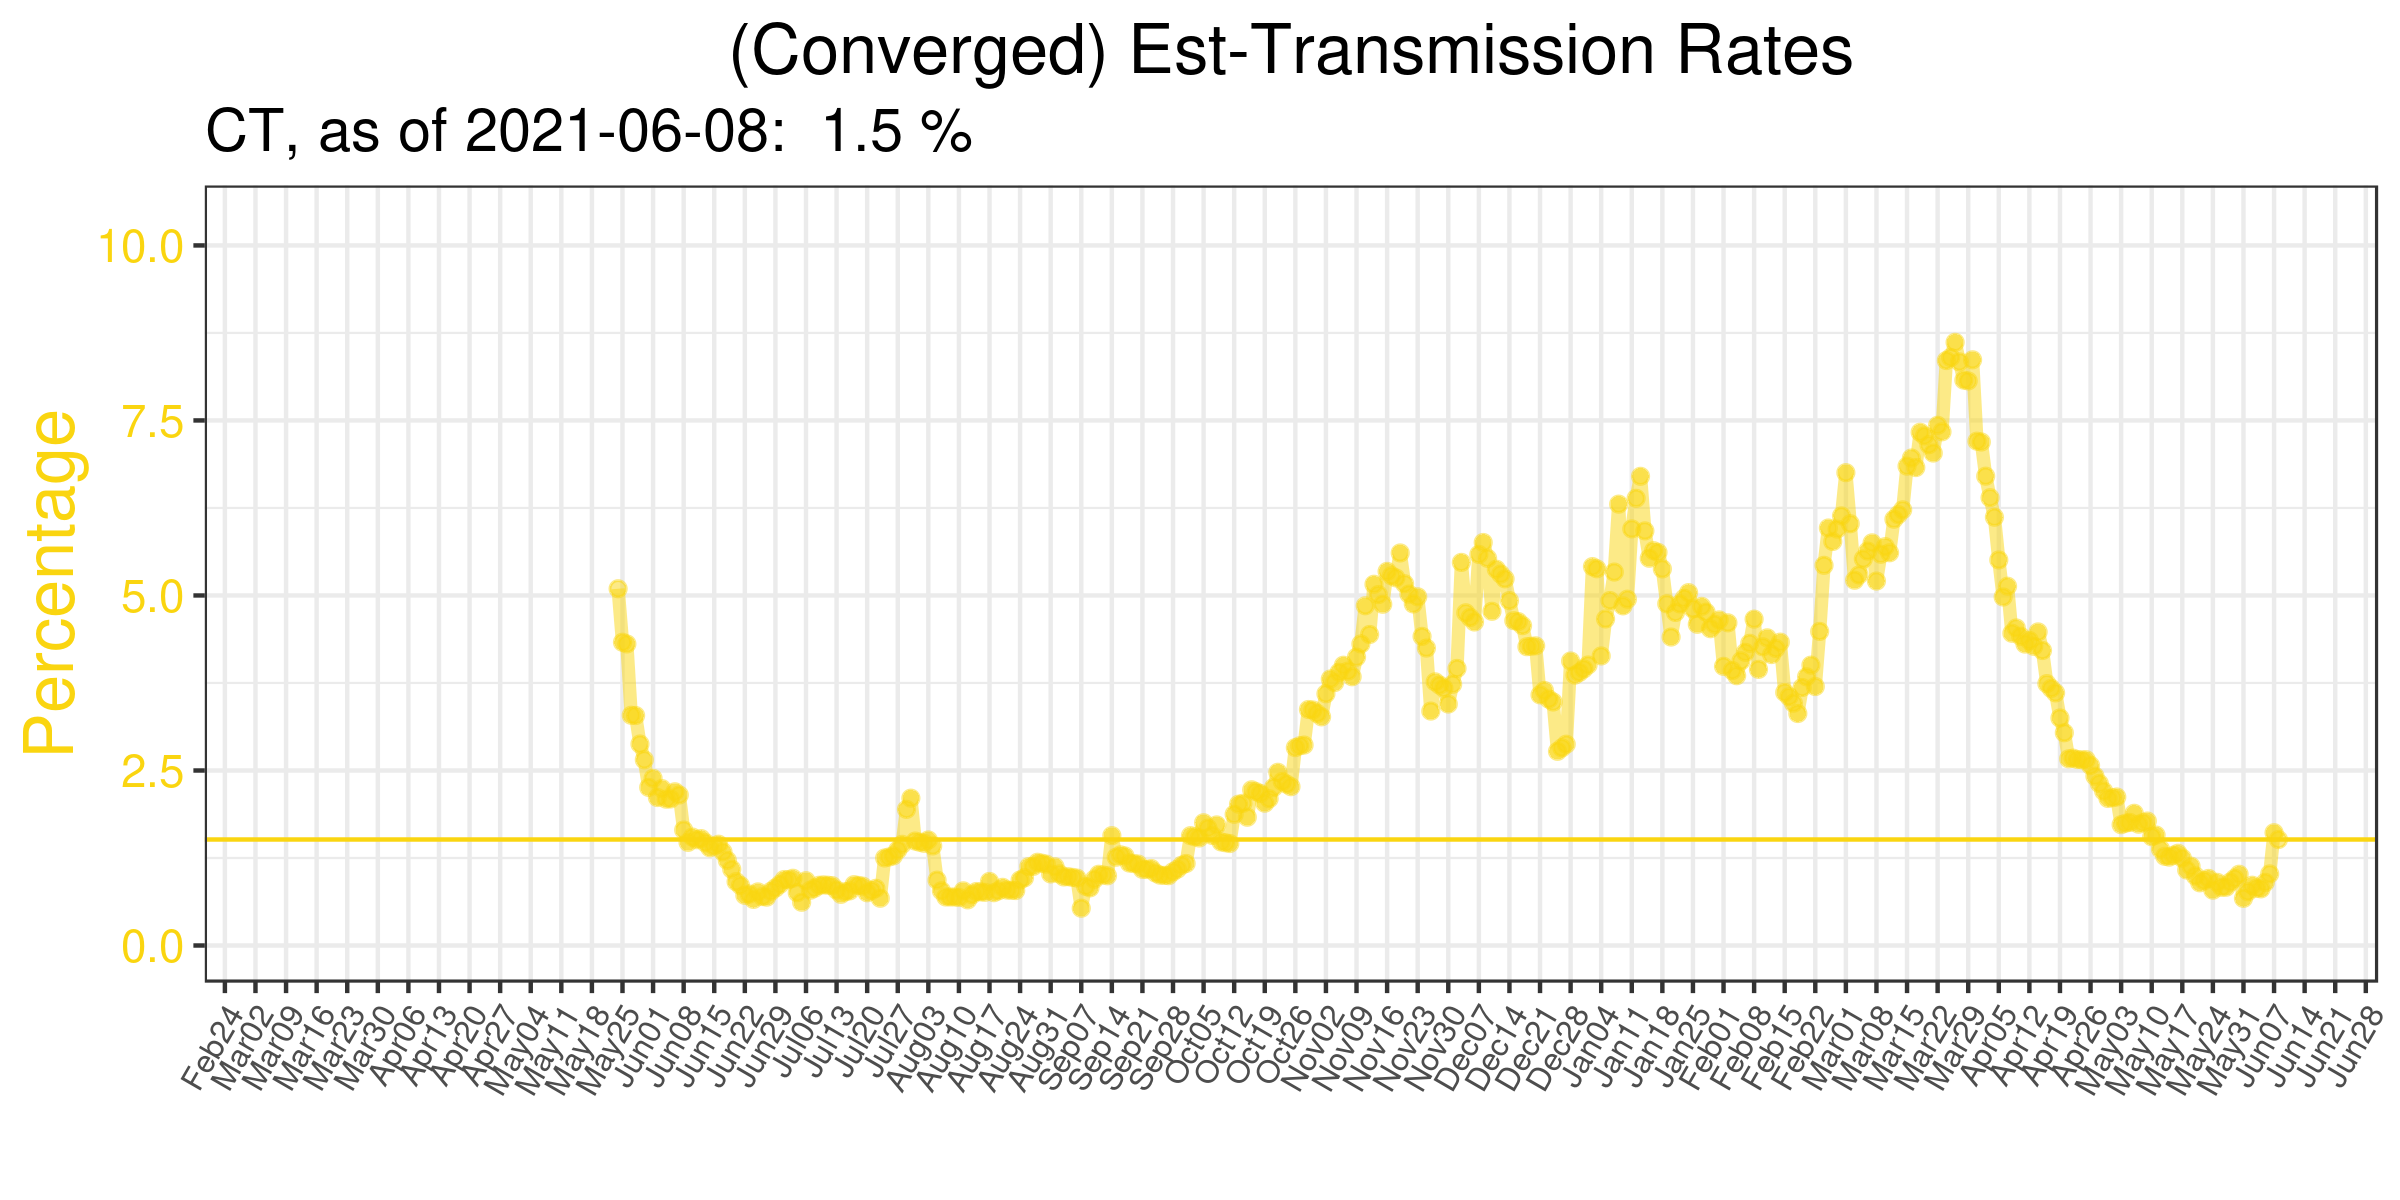 (Converged) Est-Transmission Rates
CT, as of 2021-06-08:  1.5 %
Percentage
10.0
7.5
5.0
2.5
0.0
Feb24
Mar02
Mar09
Mar16
Mar23
Mar30
Apr06
Apr13
Apr20
Apr27
May04
May11
May18
May25
Jun01
Jun08
Jun15
Jun22
Jun29
Jul06
Jul13
Jul20
Jul27
Aug03
Aug10
Aug17
Aug24
Aug31
Sep07
Sep14
Sep21
Sep28
Oct05
Oct12
Oct19
Oct26
Nov02
Nov09
Nov16
Nov23
Nov30
Dec07
Dec14
Dec21
Dec28
Jan04
Jan11
Jan18
Jan25
Feb01
Feb08
Feb15
Feb22
Mar01
Mar08
Mar15
Mar22
Mar29
Apr05
Apr12
Apr19
Apr26
May03
May10
May17
May24
May31
Jun07
Jun14
Jun21
Jun28